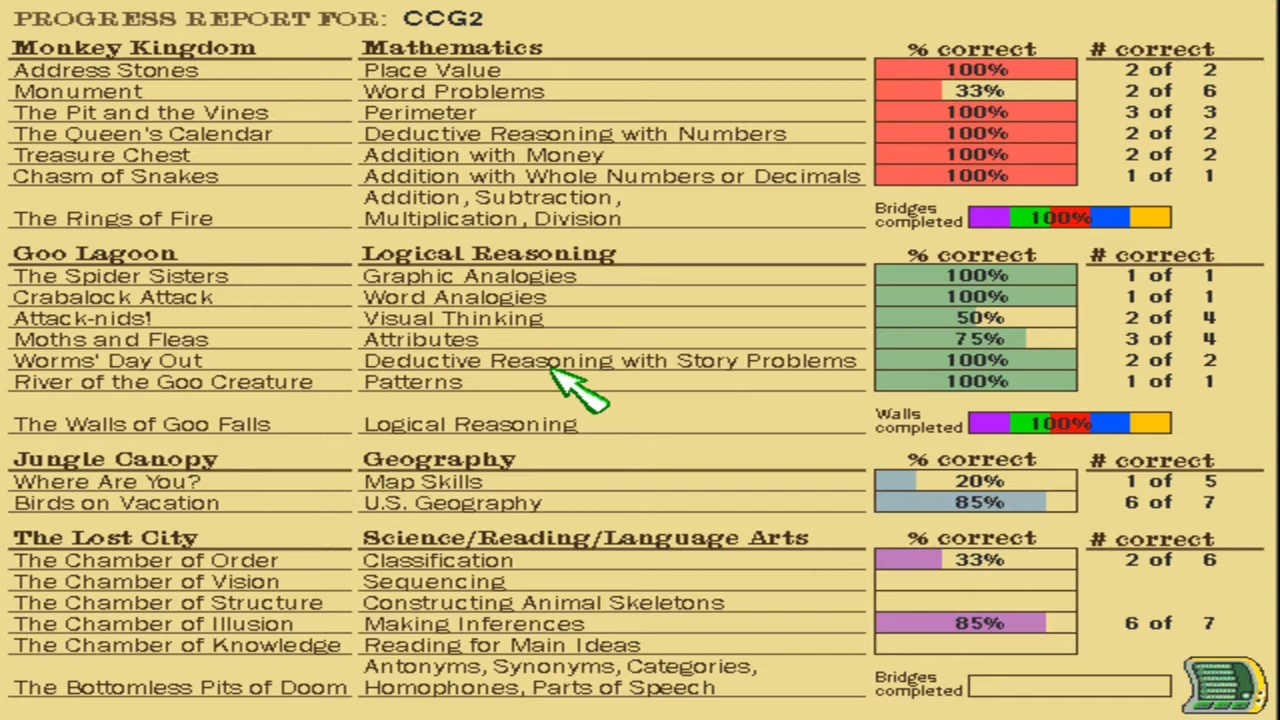 PROGRESS REPORT FOR: CCG2
Monkey Kingdom Mathematics % correct # correct
Address Stones Place Value 100% 2 of 2
Monument Word Problems 33% 2 of 6
The Pit and the Vines Perimeter 100% 3 of 3
The Queen's Calendar Deductive Reasoning with Numbers 100% 2 of 2
Treasure Chest Addition with Money 100% 2 of 2
Chasm of Snakes Addition with Whole Numbers or Decimals 100% 1 of 1
Addition, Subtraction,
The Rings of Fire Multiplication, Division Bridges completed 100%
Goo Lagoon Logical Reasoning % correct # correct
The Spider Sisters Graphic Analogies 100% 1 of 1
Crabalock Attack Word Analogies 100% 1 of 1
Attack-nids! Visual Thinking 50% 2 of 4
Moths and Fleas Attributes 75% 3 of 4
Worms' Day Out Deductive Reasoning with Story Problems 100% 2 of 2
River of the Goo Creature Patterns 100% 1 of 1
The Walls of Goo Falls Logical Reasoning Walls completed 100%
Jungle Canopy Geography % correct # correct
Where Are You? Map Skills 20% 1 of 5
Birds on Vacation U.S. Geography 85% 6 of 7
The Lost City Science/Reading/Language Arts % correct # correct
The Chamber of Order Classification 33% 2 of 6
The Chamber of Vision Sequencing
The Chamber of Structure Constructing Animal Skeletons
The Chamber of Illusion Making Inferences 85% 6 of 7
The Chamber of Knowledge Reading for Main Ideas
Antonyms, Synonyms, Categories,
The Bottomless Pits of Doom Homophones, Parts of Speech Bridges completed